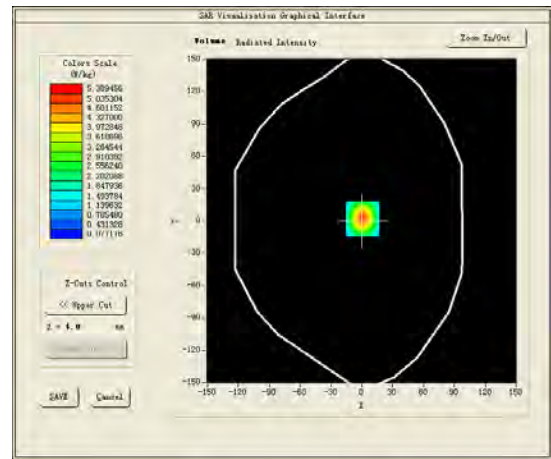 SAR Visualisation Graphical Interface
Volume Radiated Intensity
Zoom In/Out
Colors Scale
(W/kg)
5.389456
5.035304
4.681152
4.327000
3.972848
3.618696
3.264544
2.910392
2.556240
2.202088
1.847936
1.493784
1.139632
0.785480
0.431328
0.077176
150
120
90
60
30
0
-30
-60
-90
-120
-150
Y
-150 -120 -90 -60 -30 0 30 60 90 120 150
X
Z-Cuts Control
<< Upper Cut
Z = 4.0 mm
SAVE
Cancel